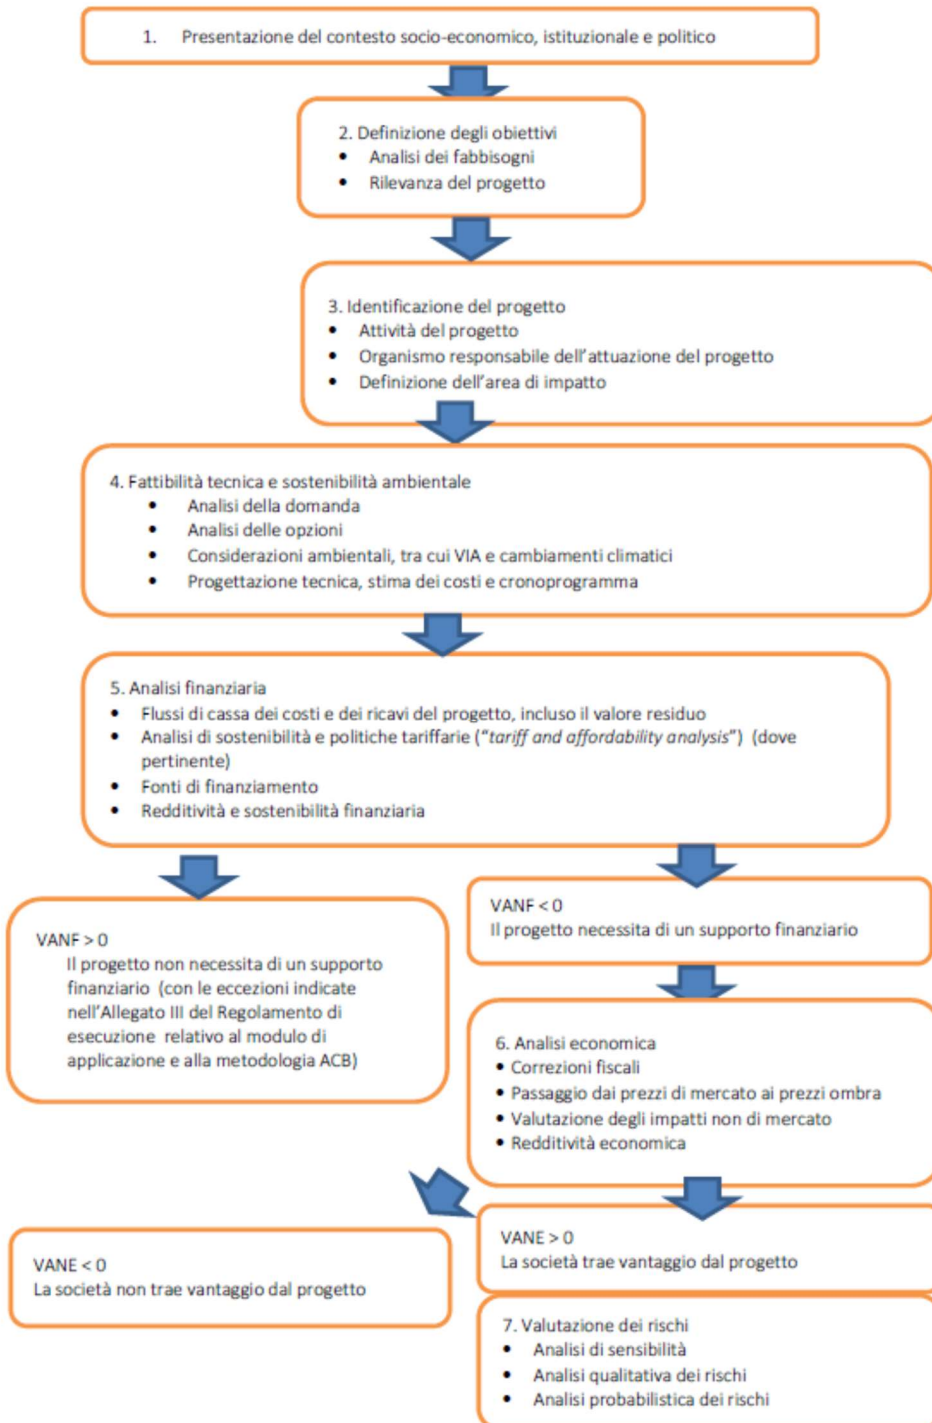 1. Presentazione del contesto socio-economico, istituzionale e politico
2. Definizione degli obiettivi
• Analisi dei fabbisogni
• Rilevanza del progetto
3. Identificazione del progetto
• Attività del progetto
• Organismo responsabile dell'attuazione del progetto
• Definizione dell'area di impatto
4. Fattibilità tecnica e sostenibilità ambientale
• Analisi della domanda
• Analisi delle opzioni
• Considerazioni ambientali, tra cui VIA e cambiamenti climatici
• Progettazione tecnica, stima dei costi e cronoprogramma
5. Analisi finanziaria
• Flussi di cassa dei costi e dei ricavi del progetto, incluso il valore residuo
• Analisi di sostenibilità e politiche tariffarie ("tariff and affordability analysis") (dove
pertinente)
• Fonti di finanziamento
• Redditività e sostenibilità finanziaria
VANF > 0
Il progetto non necessita di un supporto
finanziario (con le eccezioni indicate
nell'Allegato III del Regolamento di
esecuzione relativo al modulo di
applicazione e alla metodologia ACB)
VANF < 0
Il progetto necessita di un supporto finanziario
6. Analisi economica
• Correzioni fiscali
• Passaggio dai prezzi di mercato ai prezzi ombra
• Valutazione degli impatti non di mercato
• Redditività economica
VANE < 0
La società non trae vantaggio dal progetto
VANE > 0
La società trae vantaggio dal progetto
7. Valutazione dei rischi
• Analisi di sensibilità
• Analisi qualitativa dei rischi
• Analisi probabilistica dei rischi